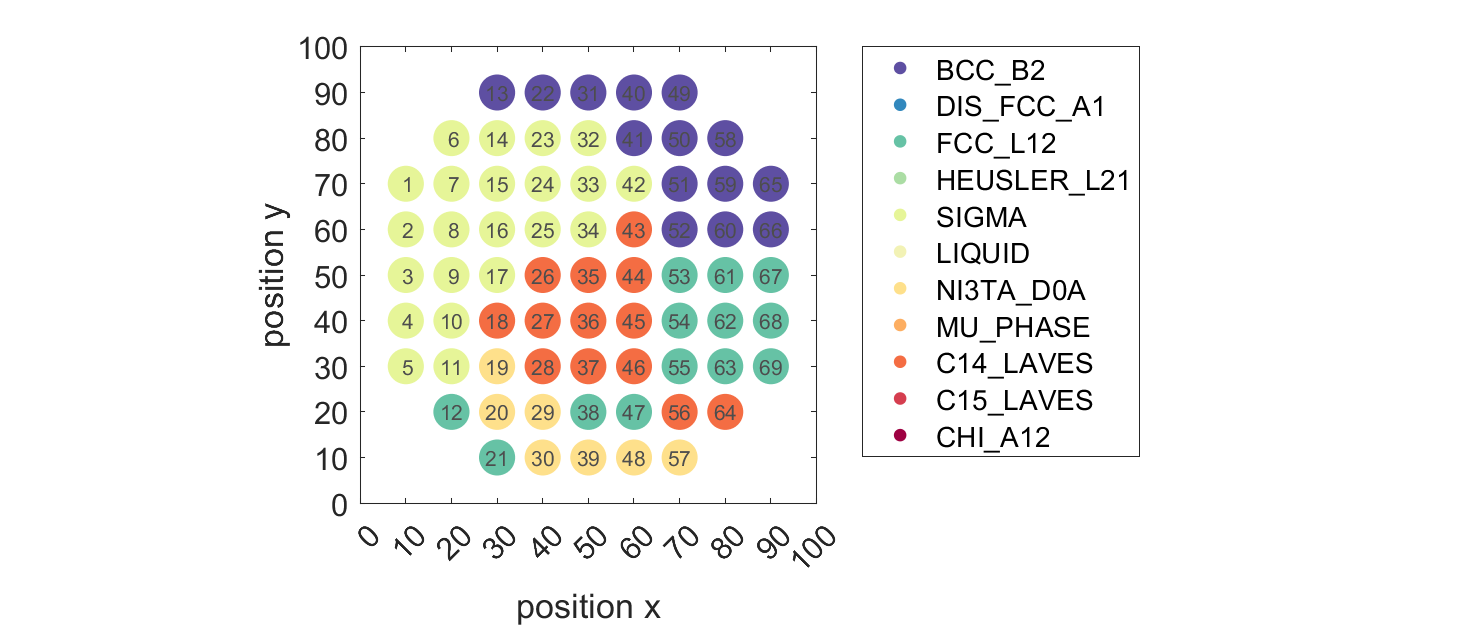 100
90
80
70
60
50
40
30
20
10
0
position y
13 22 31 40 49
6 14 23 32 41 50 58
1 7 15 24 33 42 51 59 65
2 8 16 25 34 43 52 60 66
3 9 17 26 35 44 53 61 67
4 10 18 27 36 45 54 62 68
5 11 19 28 37 46 55 63 69
12 20 29 38 47 56 64
21 30 39 48 57
0 10 20 30 40 50 60 70 80 90 100
position x
BCC_B2
DIS_FCC_A1
FCC_L12
HEUSLER_L21
SIGMA
LIQUID
NI3TA_D0A
MU_PHASE
C14_LAVES
C15_LAVES
CHI_A12